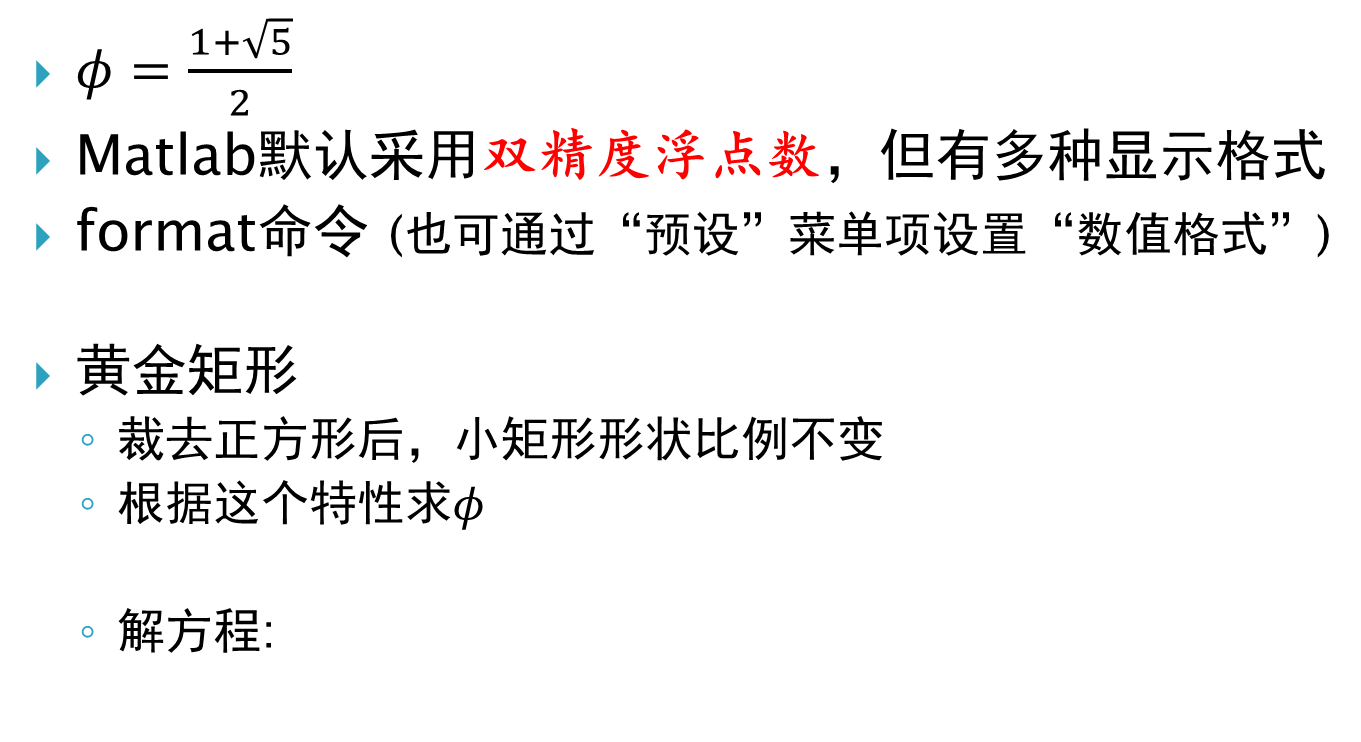 𝜙 = (1+√5)/2
Matlab默认采用双精度浮点数，但有多种显示格式
format命令 (也可通过“预设”菜单项设置“数值格式”)
黄金矩形
裁去正方形后，小矩形形状比例不变
根据这个特性求𝜙
解方程: